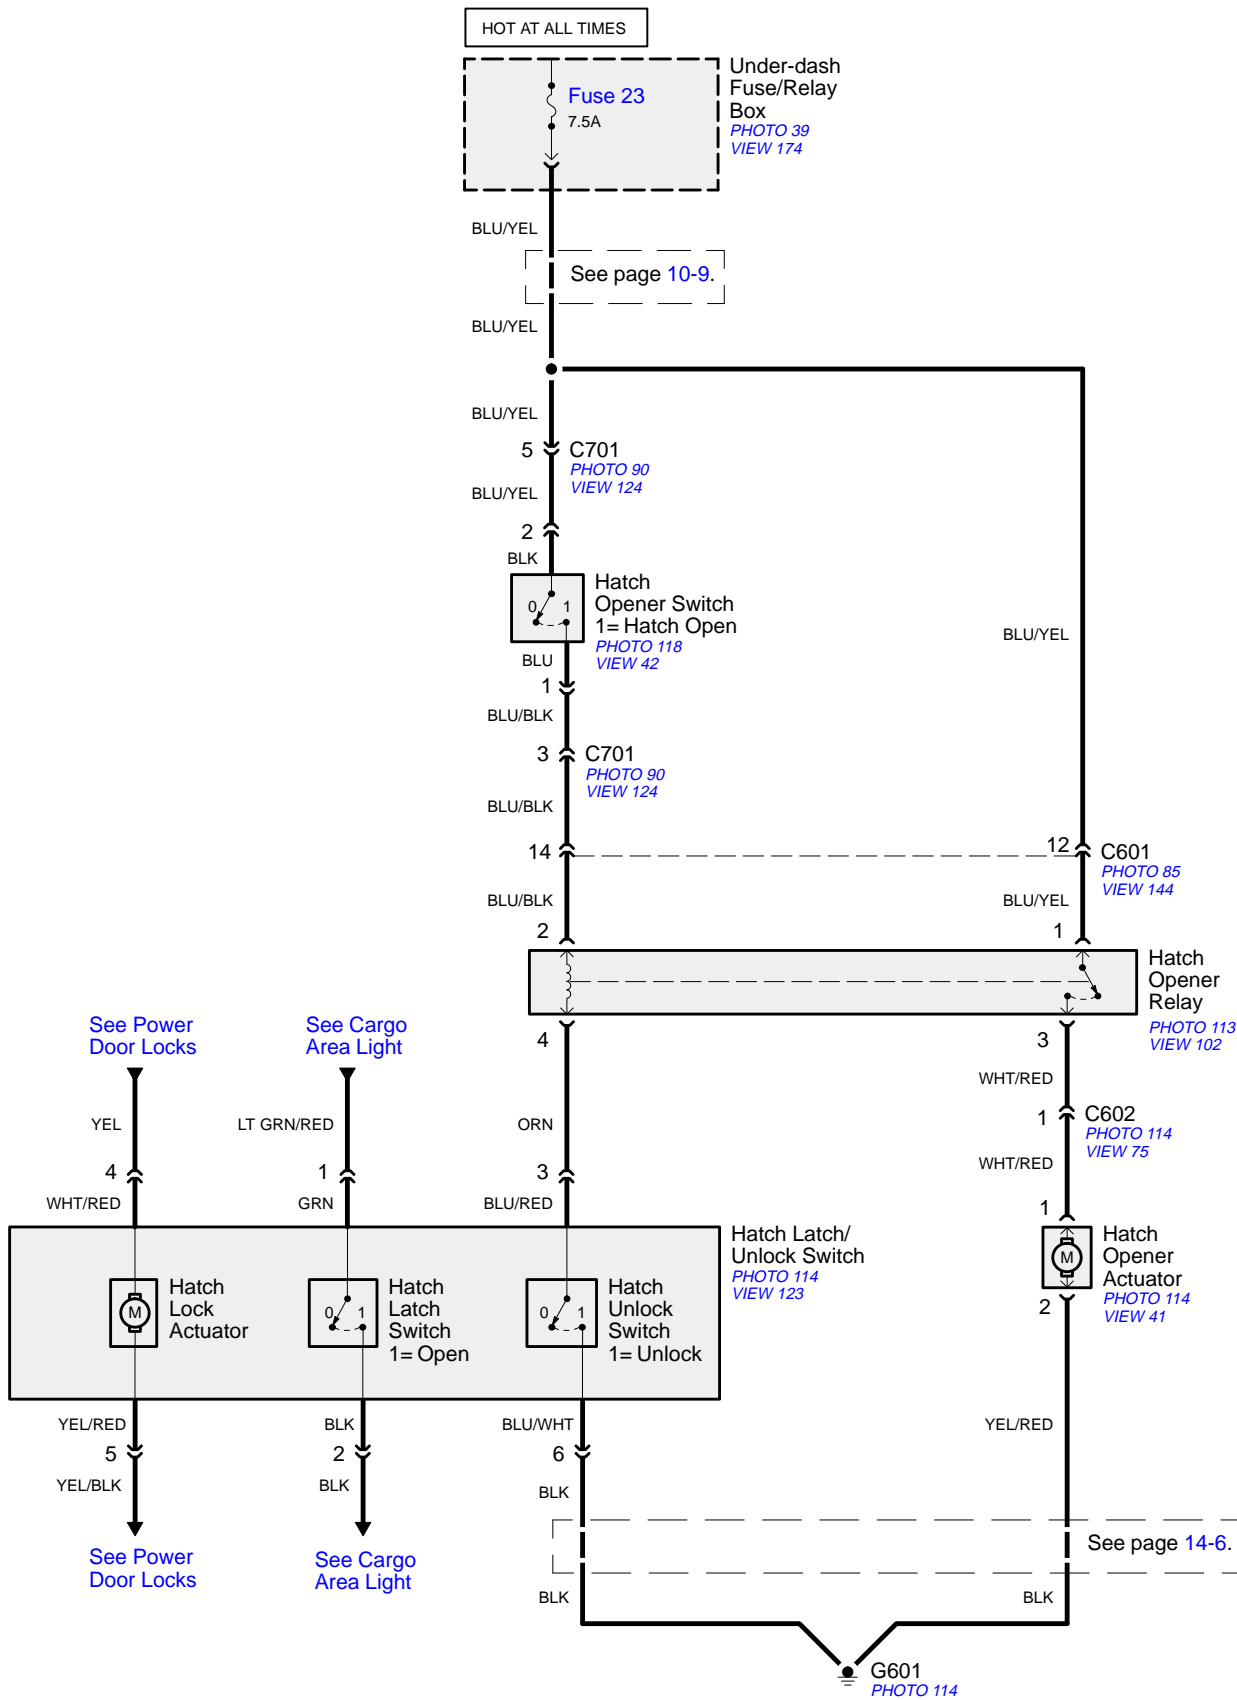 HOT AT ALL TIMES
Under-dash
Fuse/Relay
Box
PHOTO 39
VIEW 174
Fuse 23
7.5A
BLU/YEL
See page 10-9.
BLU/YEL
BLU/YEL
5
C701
PHOTO 90
VIEW 124
BLU/YEL
2
BLK
Hatch
Opener Switch
1= Hatch Open
PHOTO 118
VIEW 42
0
1
BLU/YEL
BLU
1
BLU/BLK
3
C701
PHOTO 90
VIEW 124
BLU/BLK
14
12
C601
PHOTO 85
VIEW 144
BLU/BLK
BLU/YEL
2
1
Hatch
Opener
Relay
PHOTO 113
VIEW 102
See Power
Door Locks
See Cargo
Area Light
4
3
WHT/RED
YEL
LT GRN/RED
ORN
1
C602
PHOTO 114
VIEW 75
4
1
3
WHT/RED
WHT/RED
GRN
BLU/RED
1
Hatch Latch/
Unlock Switch
PHOTO 114
VIEW 123
Hatch
Opener
Actuator
PHOTO 114
VIEW 41
M
2
M
Hatch
Lock
Actuator
0
1
Hatch
Latch
Switch
1= Open
0
1
Hatch
Unlock
Switch
1= Unlock
YEL/RED
BLK
BLU/WHT
YEL/RED
5
2
6
YEL/BLK
BLK
BLK
See page 14-6.
See Power
Door Locks
See Cargo
Area Light
BLK
BLK
G601
PHOTO 114